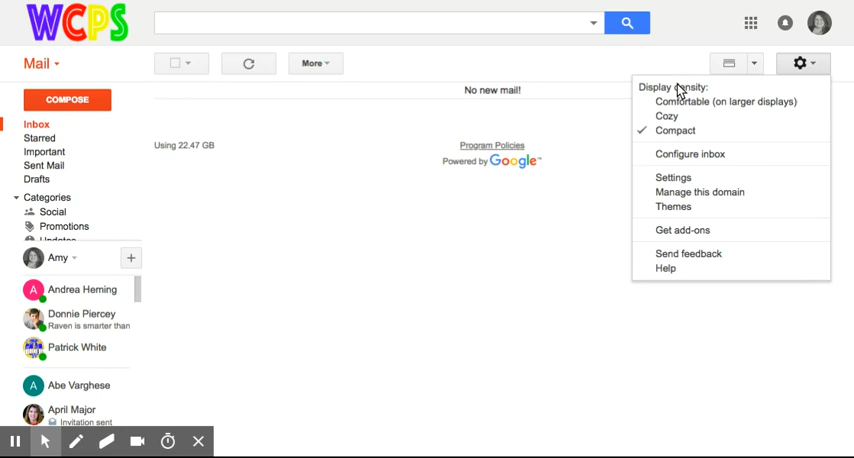 WCPS
Mail
More
COMPOSE
Inbox
Starred
Important
Sent Mail
Drafts
Categories
Social
Promotions
Updates
Amy
+
A Andrea Heming
Donnie Piercey
Raven is smarter than
Patrick White
A Abe Varghese
April Major
Invitation sent
No new mail!
Using 22.47 GB
Program Policies
Powered by Google™
Display density:
Comfortable (on larger displays)
Cozy
Compact
Configure inbox
Settings
Manage this domain
Themes
Get add-ons
Send feedback
Help